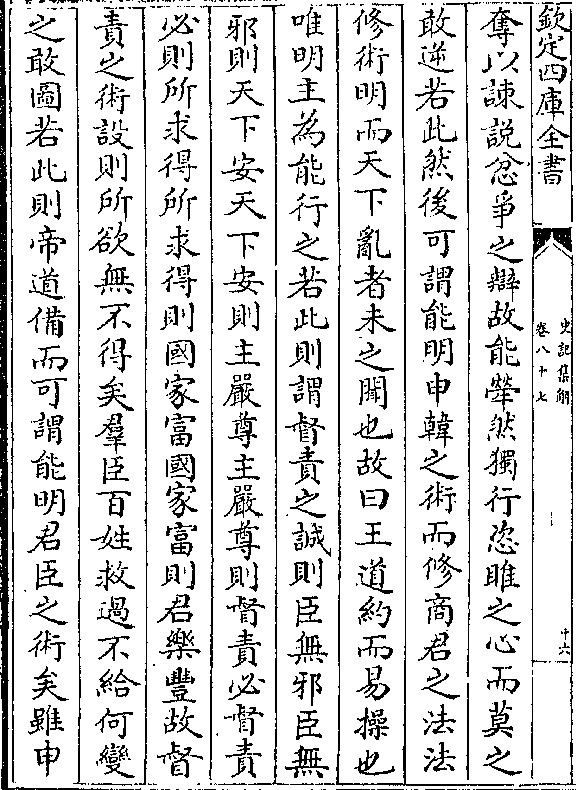 欽定四庫全書
史記集解
卷八十七
十六
奪以諫説忿爭之辯故能犖然獨行恣睢之心而莫之
敢逆若此然後可謂能明申韓之術而修商君之法法
修術明而天下亂者未之聞也故曰王道約而易操也
唯明主為能行之若此則謂督責之誠則臣無邪臣無
邪則天下安天下安則主嚴尊主嚴尊則督責必督責
必則所求得所求得則國家富國家富則君樂豐故督
責之術設則所欲無不得矣羣臣百姓救過不給何變
之敢圖若此則帝道備而可謂能明君臣之術矣雖申